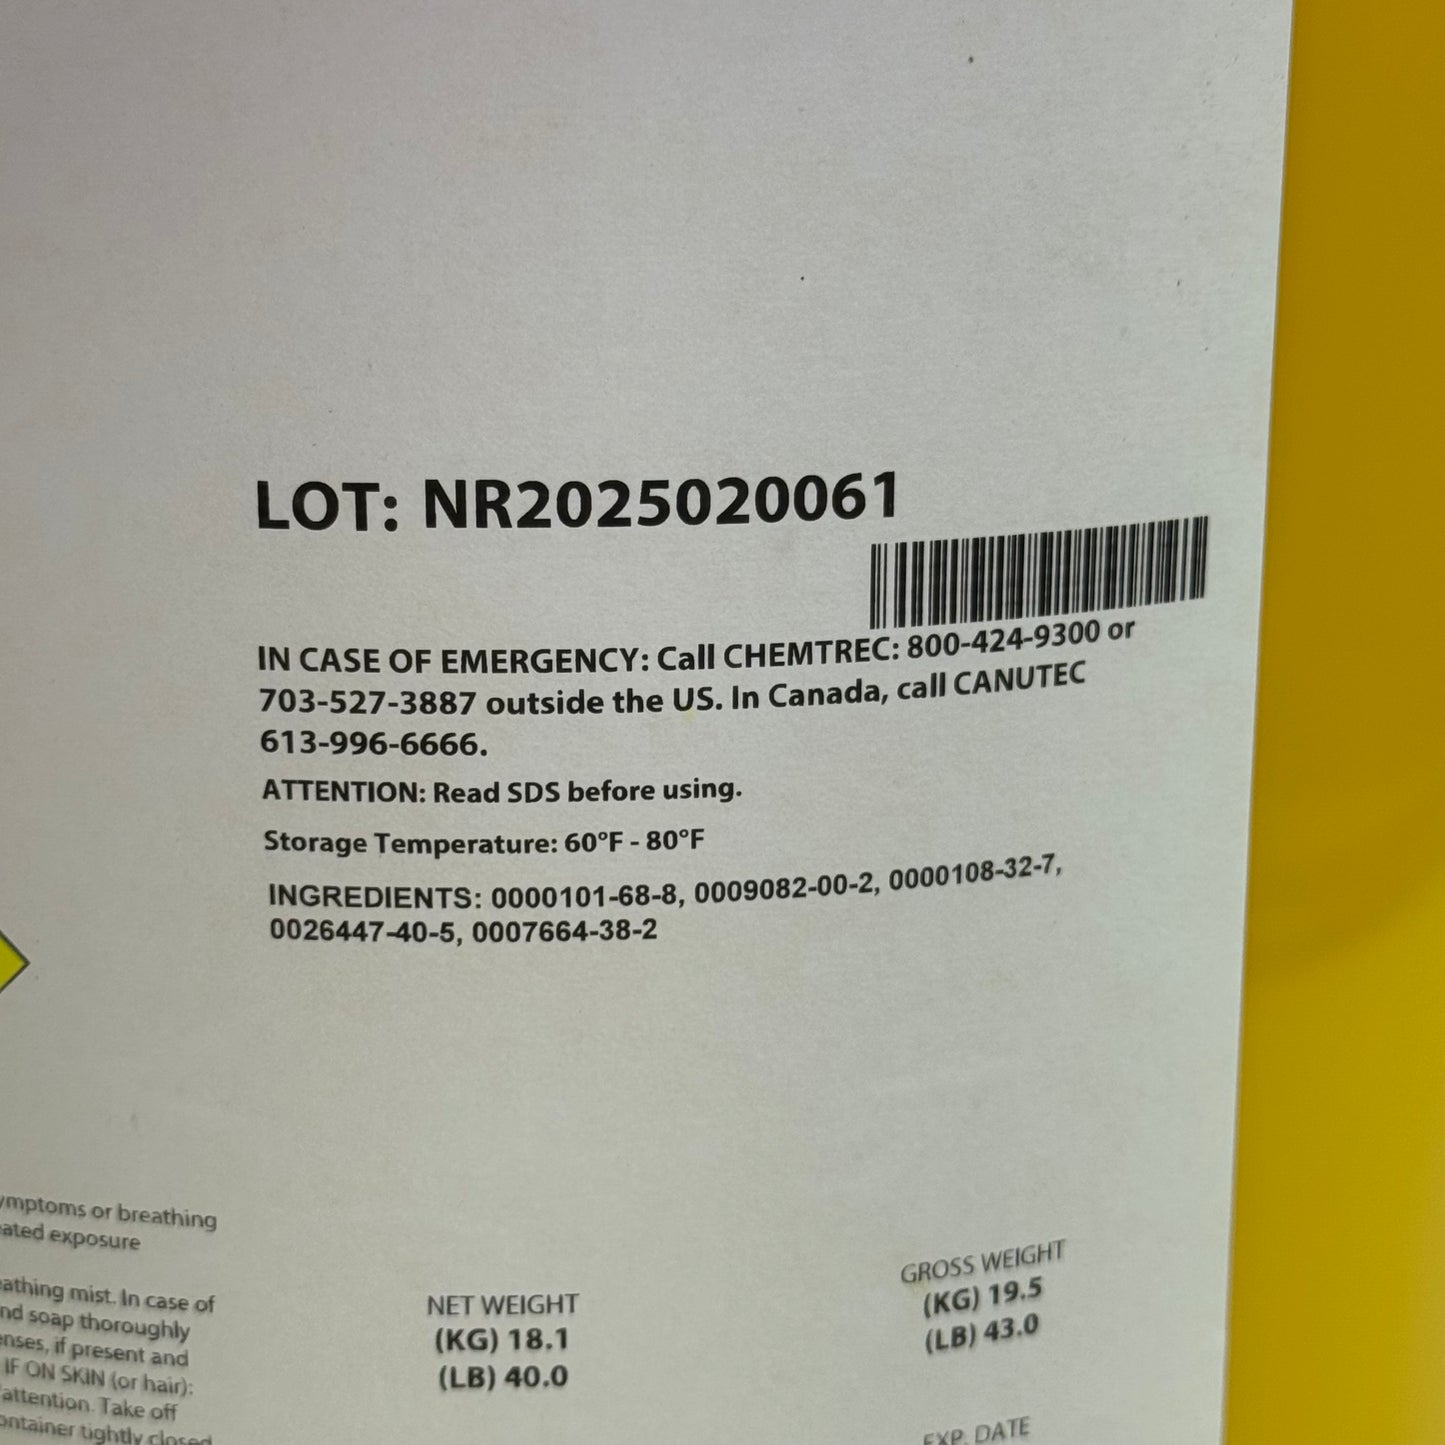 LOT: NR2025020061
IN CASE OF EMERGENCY: Call CHEMTREC: 800-424-9300 or
703-527-3887 outside the US. In Canada, call CANUTEC
613-996-6666.
ATTENTION: Read SDS before using.
Storage Temperature: 60°F - 80°F
INGREDIENTS: 0000101-68-8, 0009082-00-2, 0000108-32-7,
0026447-40-5, 0007664-38-2
ymptoms or breathing
eated exposure
eathing mist. In case of
nd soap thoroughly
enses, if present and
IF ON SKIN (or hair):
attention. Take off
ontainer tightly closed
NET WEIGHT
(KG) 18.1
(LB) 40.0
GROSS WEIGHT
(KG) 19.5
(LB) 43.0
EXP. DATE